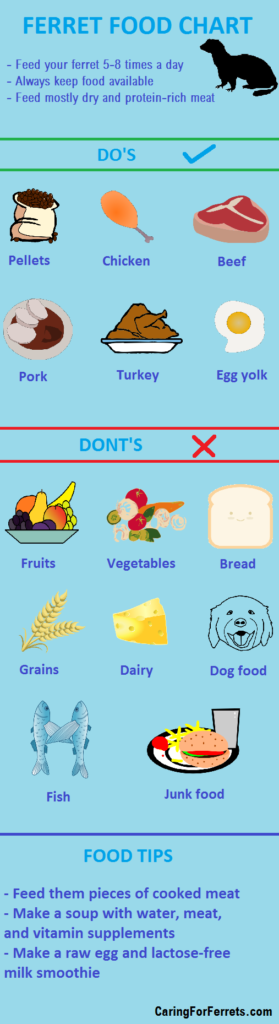 FERRET FOOD CHART
- Feed your ferret 5-8 times a day
- Always keep food available
- Feed mostly dry and protein-rich meat
DO'S
Pellets Chicken Beef
Pork Turkey Egg yolk
DONT'S
Fruits Vegetables Bread
Grains Dairy Dog food
Fish Junk food
FOOD TIPS
- Feed them pieces of cooked meat
- Make a soup with water, meat,
and vitamin supplements
- Make a raw egg and lactose-free
milk smoothie
CaringForFerrets.com